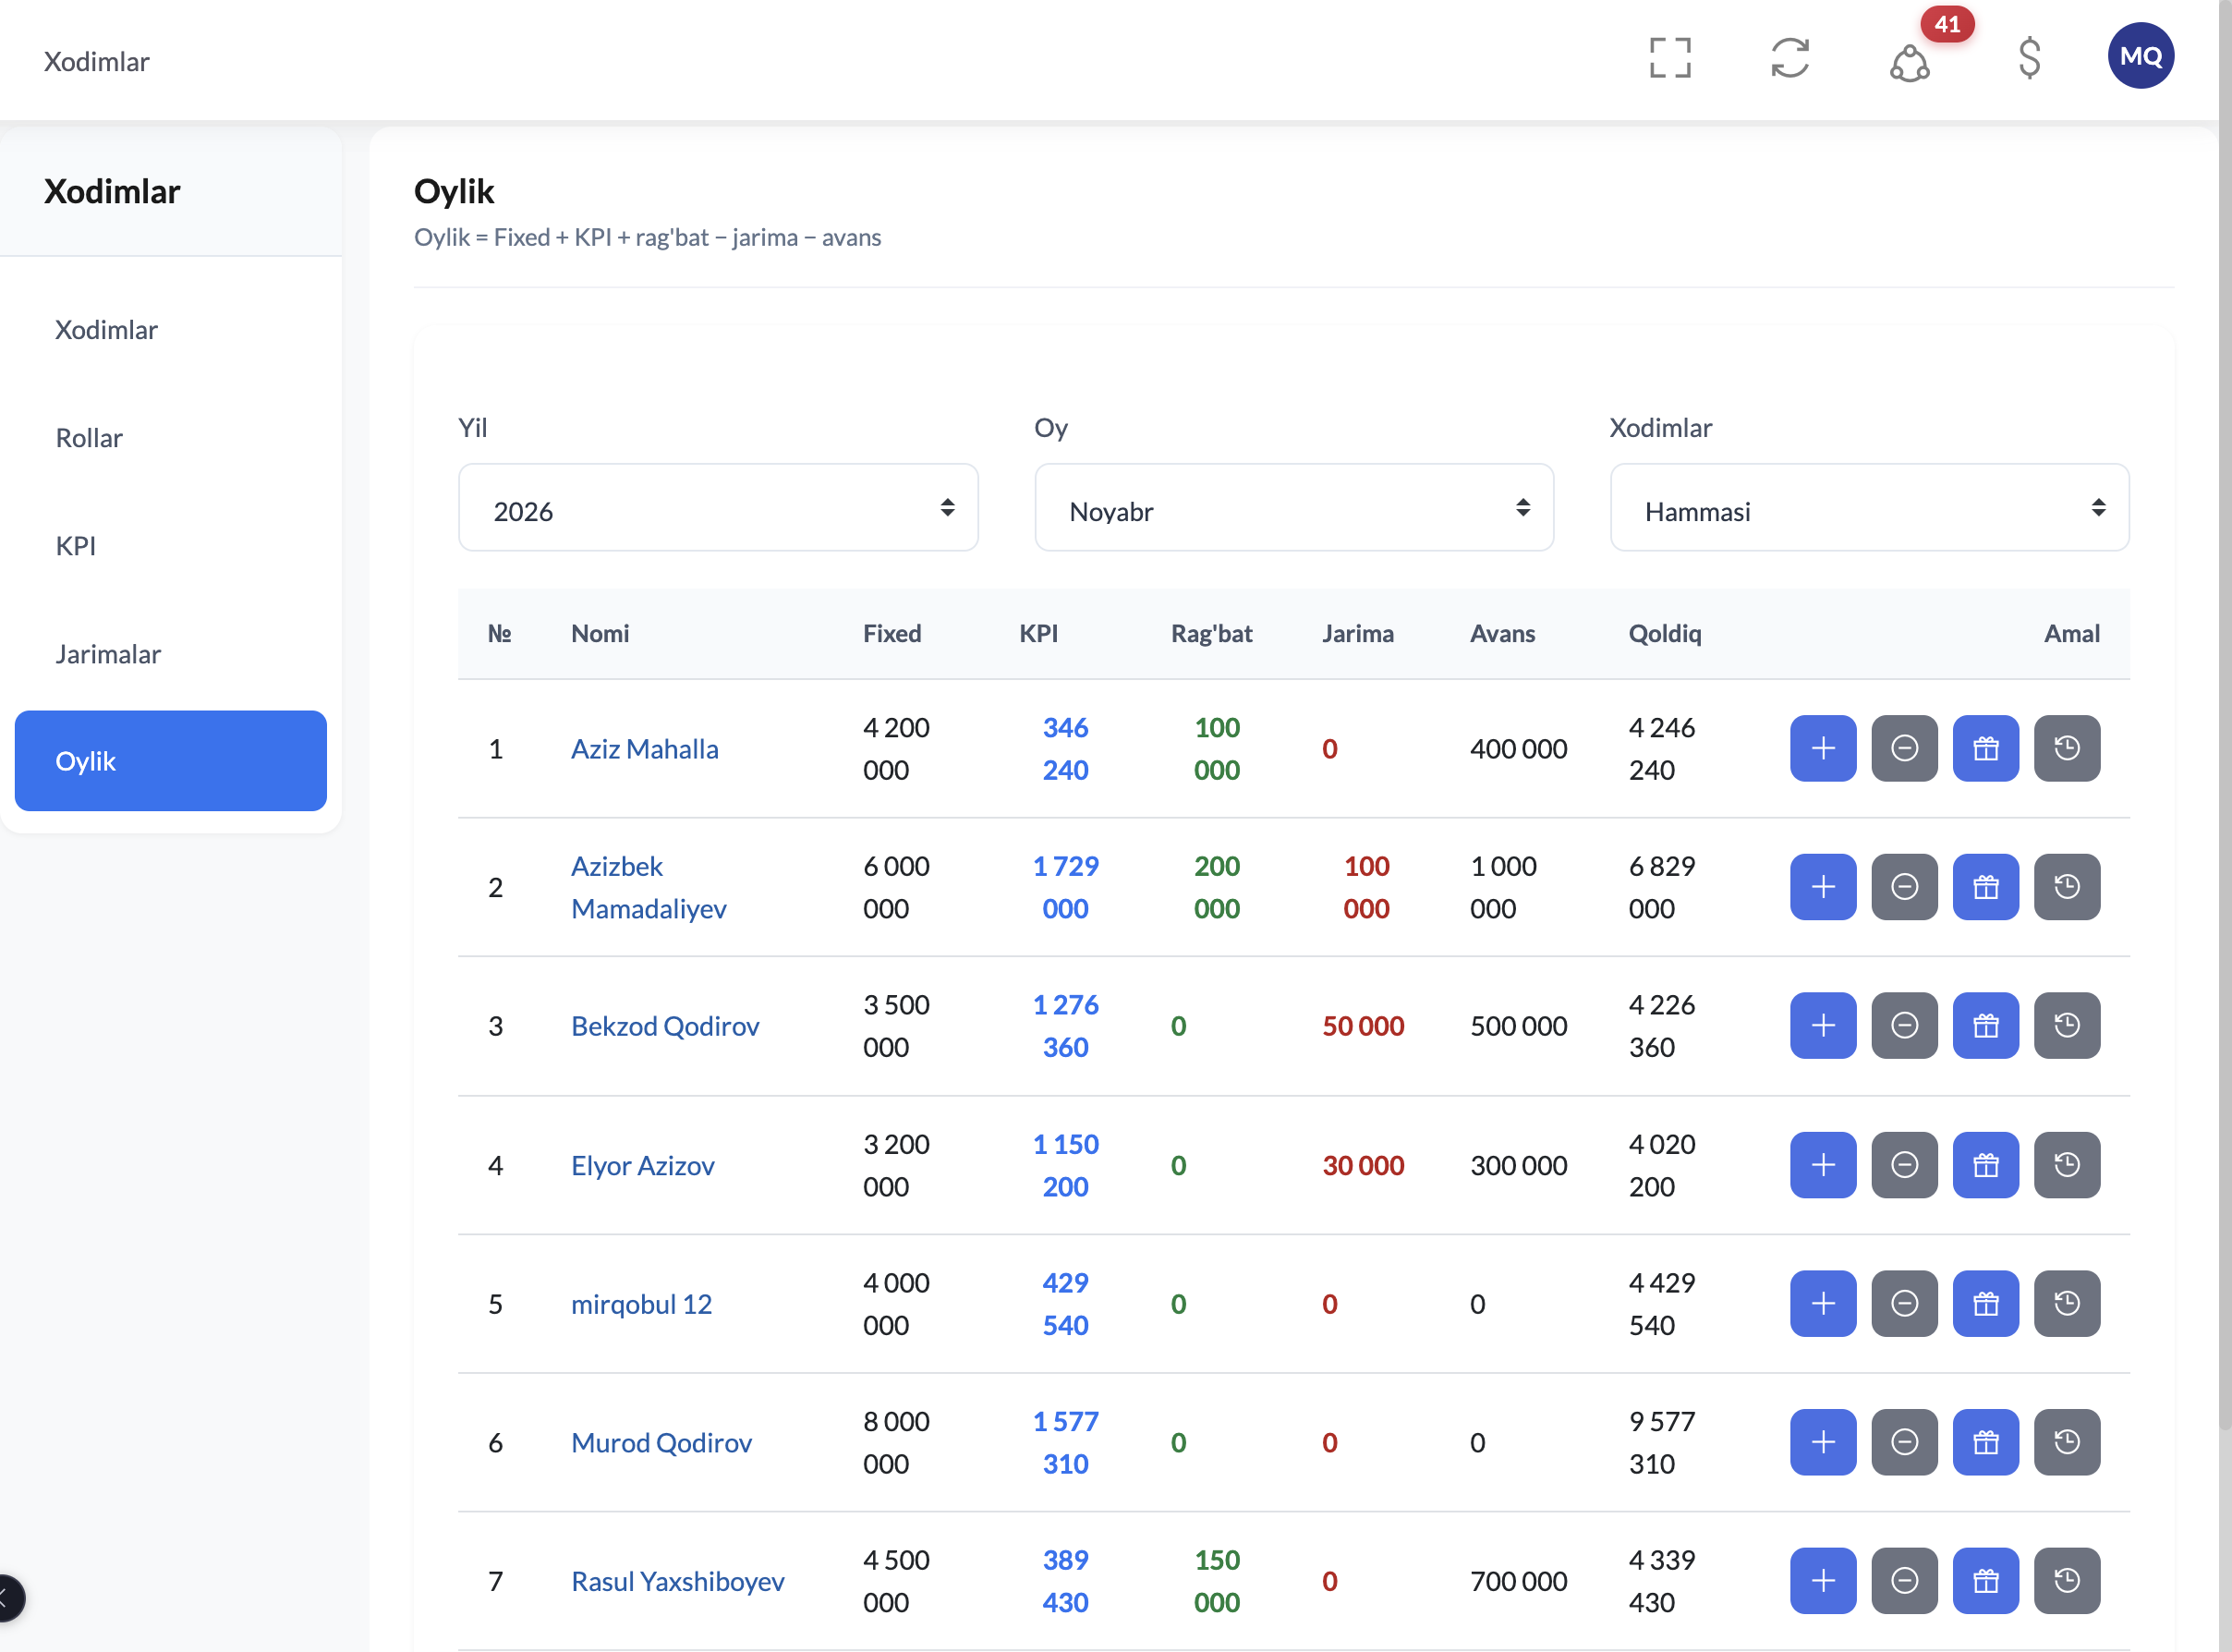 Xodimlar
41
MQ
Xodimlar
Xodimlar
Rollar
KPI
Jarimalar
Oylik
Oylik
Oylik = Fixed + KPI + rag'bat − jarima − avans
Yil
Oy
Xodimlar
2026
Noyabr
Hammasi
№ Nomi Fixed KPI Rag'bat Jarima Avans Qoldiq Amal
1 Aziz Mahalla 4 200 000 346 240 100 000 0 400 000 4 246 240
2 Azizbek Mamadaliyev 6 000 000 1 729 000 200 000 100 000 1 000 000 6 829 000
3 Bekzod Qodirov 3 500 000 1 276 360 0 50 000 500 000 4 226 360
4 Elyor Azizov 3 200 000 1 150 200 0 30 000 300 000 4 020 200
5 mirqobul 12 4 000 000 429 540 0 0 0 4 429 540
6 Murod Qodirov 8 000 000 1 577 310 0 0 0 9 577 310
7 Rasul Yaxshiboyev 4 500 000 389 430 150 000 0 700 000 4 339 430